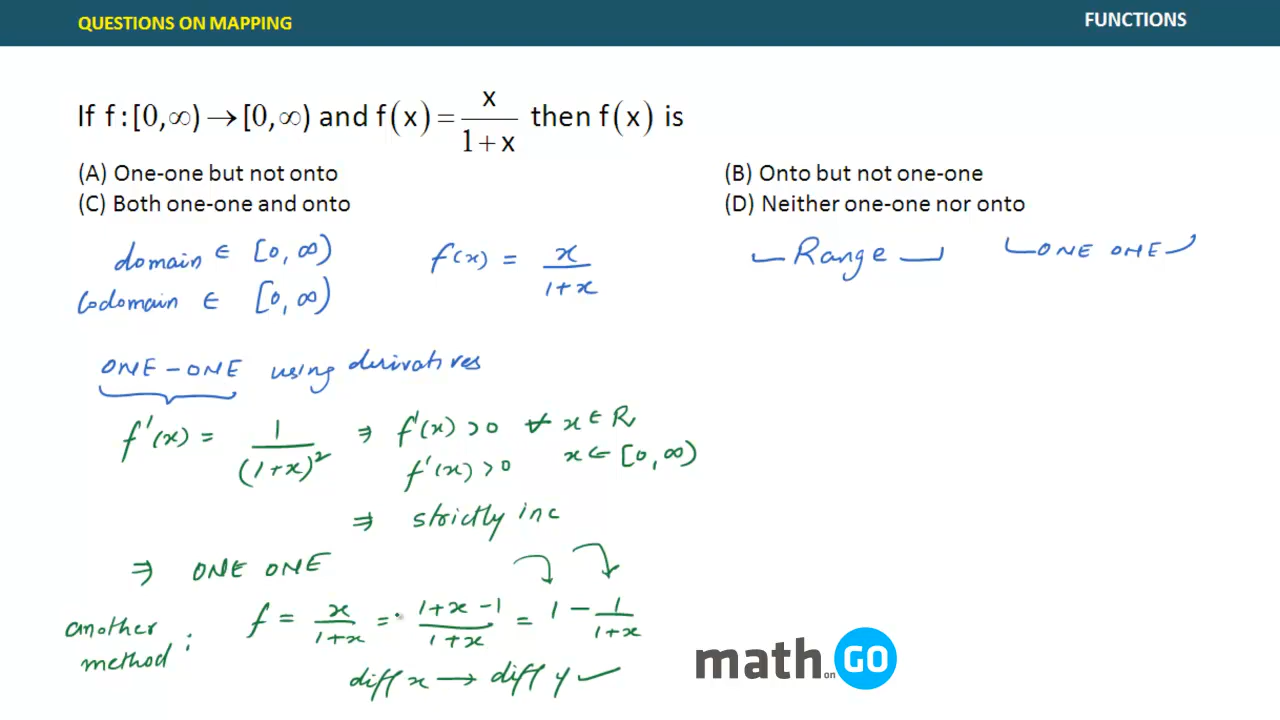 QUESTIONS ON MAPPING
FUNCTIONS
If f : [0,∞) → [0,∞) and f(x) = x/(1+x) then f(x) is
(A) One-one but not onto
(B) Onto but not one-one
(C) Both one-one and onto
(D) Neither one-one nor onto
domain ∈ [0, ∞)
f(x) = x/(1+x)
Range
ONE ONE
Codomain ∈ [0, ∞)
ONE - ONE using derivatives
f'(x) = 1/(1+x)² ⇒ f'(x) > 0 ∀ x ∈ R
f'(x) > 0 x ∈ [0, ∞)
⇒ strictly inc
⇒ ONE ONE
another method :
f = x/(1+x) = (1+x-1)/(1+x) = 1 - 1/(1+x)
diff x → diff y ✓
math on GO